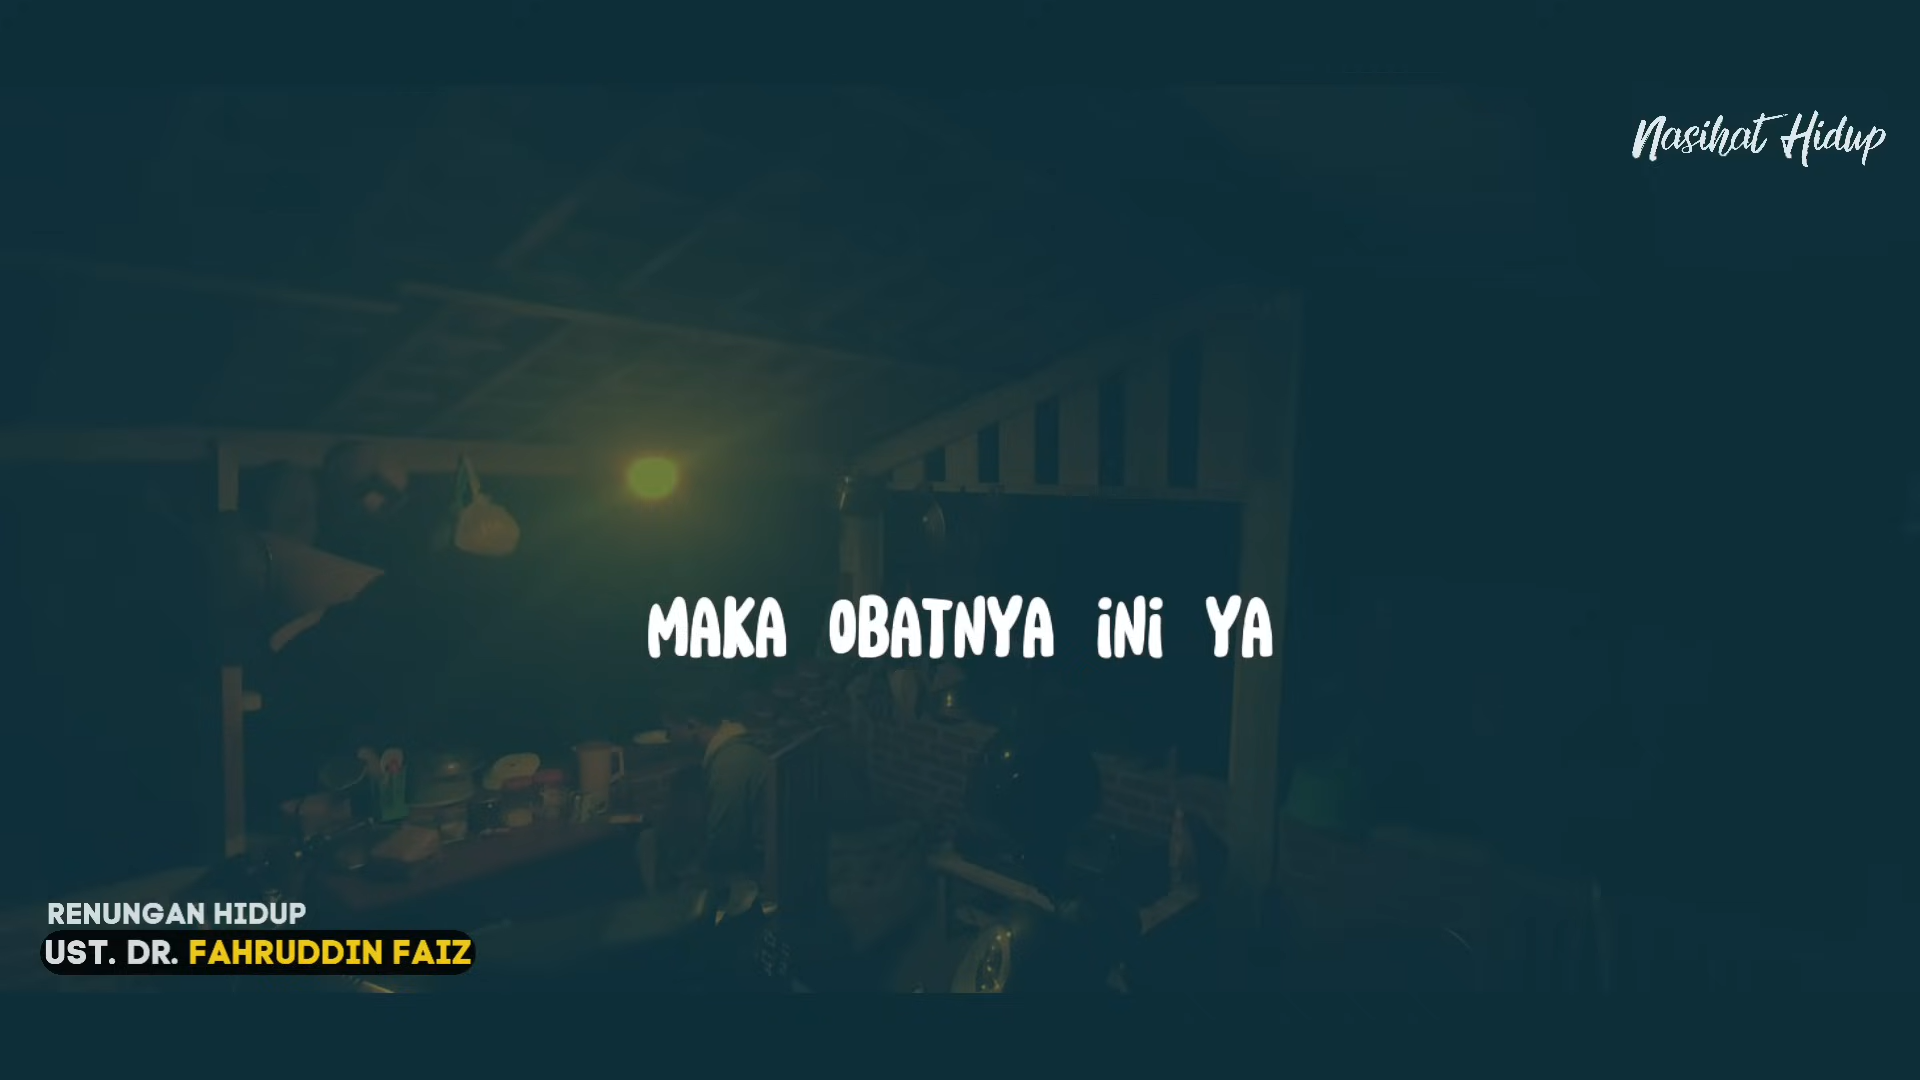 Nasihat Hidup
MAKA OBATNYA iNi YA
RENUNGAN HIDUP
UST. DR. FAHRUDDIN FAIZ